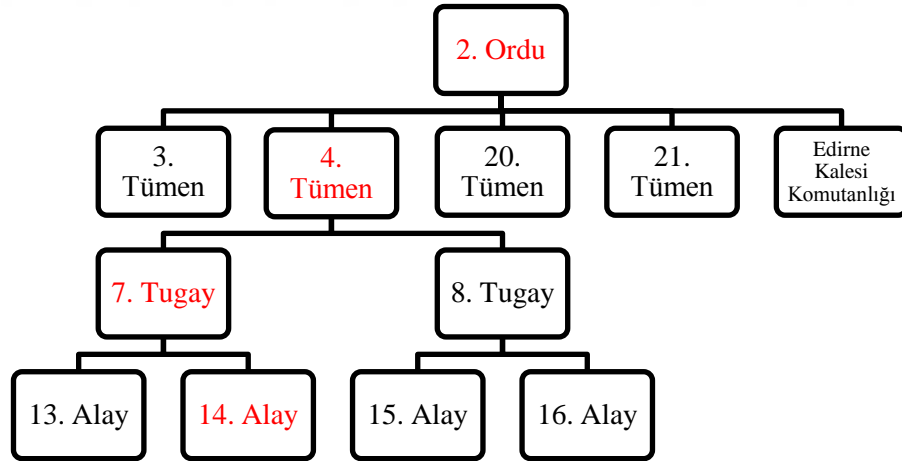 2. Ordu
3.
Tümen
4.
Tümen
20.
Tümen
21.
Tümen
Edirne
Kalesi
Komutanlığı
7. Tugay
8. Tugay
13. Alay
14. Alay
15. Alay
16. Alay